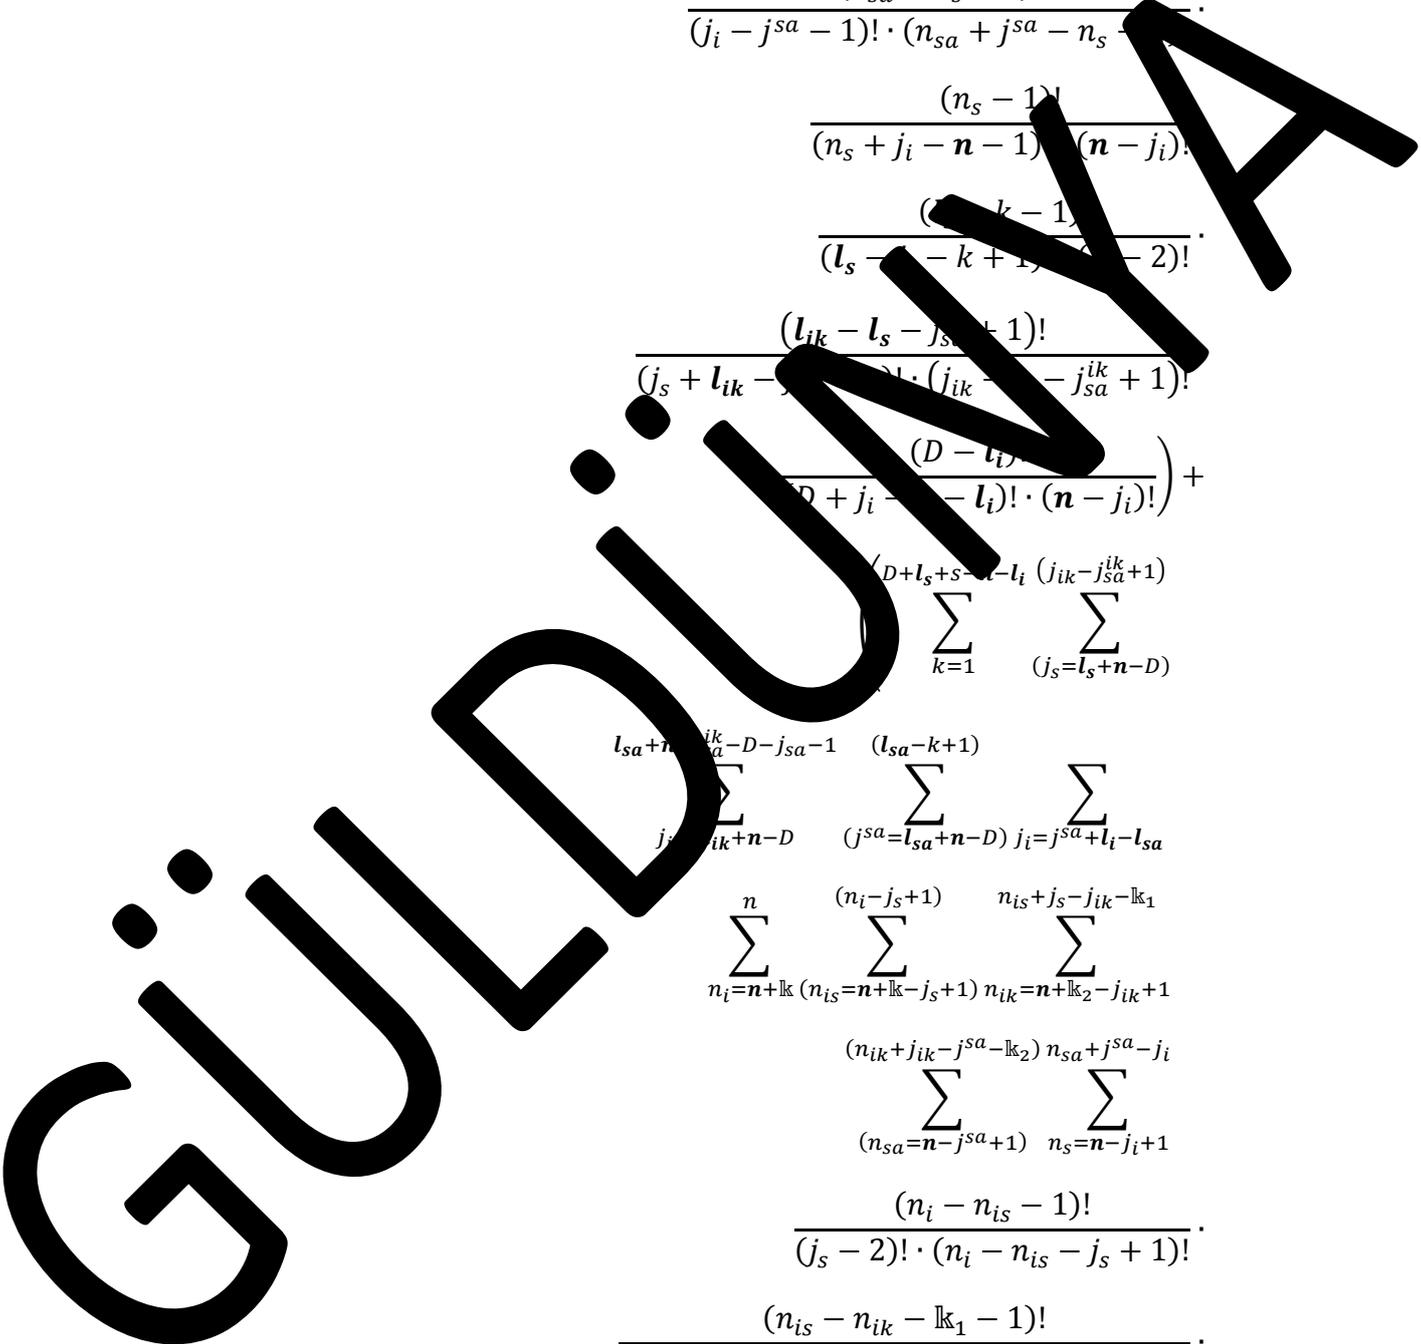 (j_i − j^{sa} − 1)! · (n_{sa} + j^{sa} − n_s
(n_s − 1)!
(n_s + j_i − n − 1) (n − j_i)!
k − 1)
(l_s − − k + 1) − 2)! ·
(l_{ik} − l_s − + 1)!
(j_s + l_{ik} − )! · (j_{ik} − − j_{sa}^{ik} + 1)!
(D − l_i)
D + j_i − − l_i)! · (n − j_i)!) +
D+l_s+s− −l_i (j_{ik}−j_{sa}^{ik}+1)
∑ ∑
k=1 (j_s=l_s+n−D)
l_{sa}+n ^{ik}_{sa}−D−j_{sa}−1 (l_{sa}−k+1)
∑ ∑ ∑
_{ik}+n−D (j^{sa}=l_{sa}+n−D) j_i=j^{sa}+l_i−l_{sa}
n (n_i−j_s+1) n_{is}+j_s−j_{ik}−𝕜_1
∑ ∑ ∑
n_i=n+𝕜 (n_{is}=n+𝕜−j_s+1) n_{ik}=n+𝕜_2−j_{ik}+1
(n_{ik}+j_{ik}−j^{sa}−𝕜_2) n_{sa}+j^{sa}−j_i
∑ ∑
(n_{sa}=n−j^{sa}+1) n_s=n−j_i+1
(n_i − n_{is} − 1)!
(j_s − 2)! · (n_i − n_{is} − j_s + 1)! ·
(n_{is} − n_{ik} − 𝕜_1 − 1)!
GÜLDÜNYA